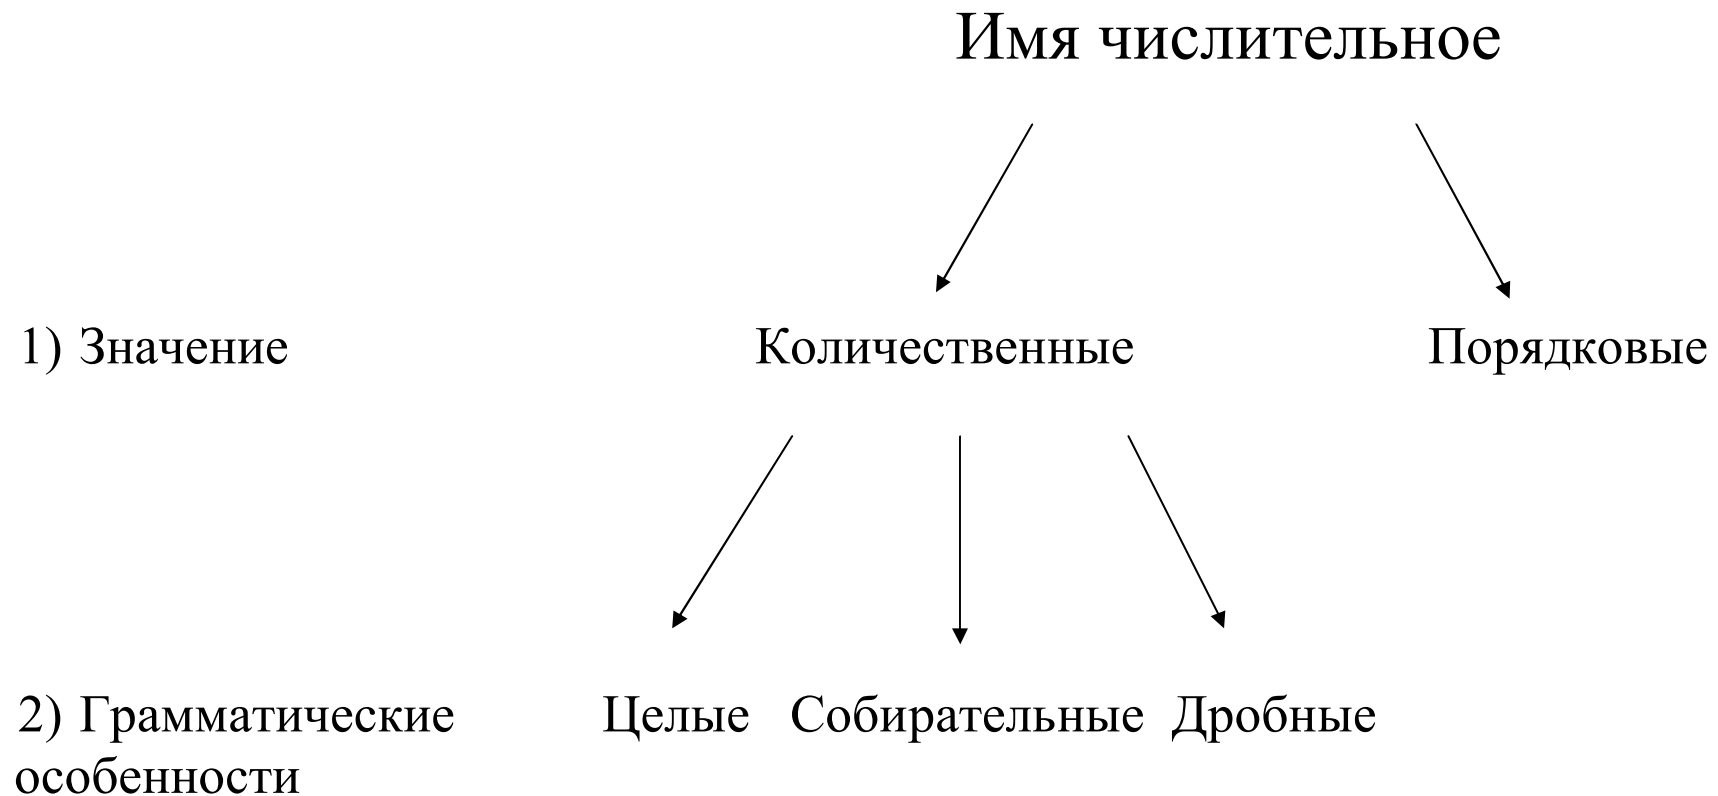 Имя числительное
1) Значение Количественные Порядковые
2) Грамматические Целые Собирательные Дробные
особенности